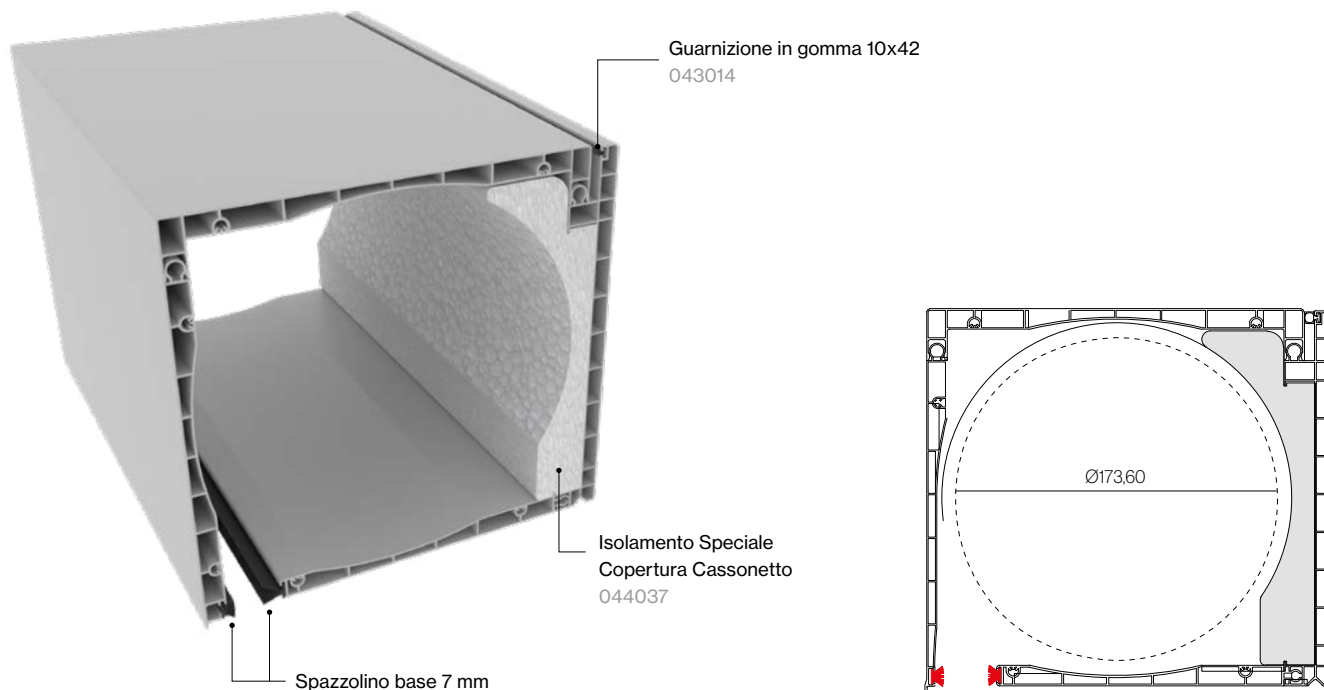 Guarnizione in gomma 10x42
043014
Ø173,60
Isolamento Speciale
Copertura Cassonetto
044037
Spazzolino base 7 mm